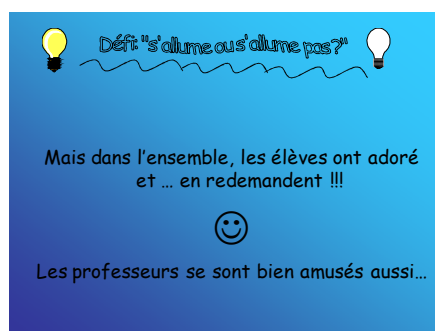 Défi: "s'allume ou s'allume pas?"
Mais dans l'ensemble, les élèves ont adoré
et … en redemandent !!!
Les professeurs se sont bien amusés aussi…